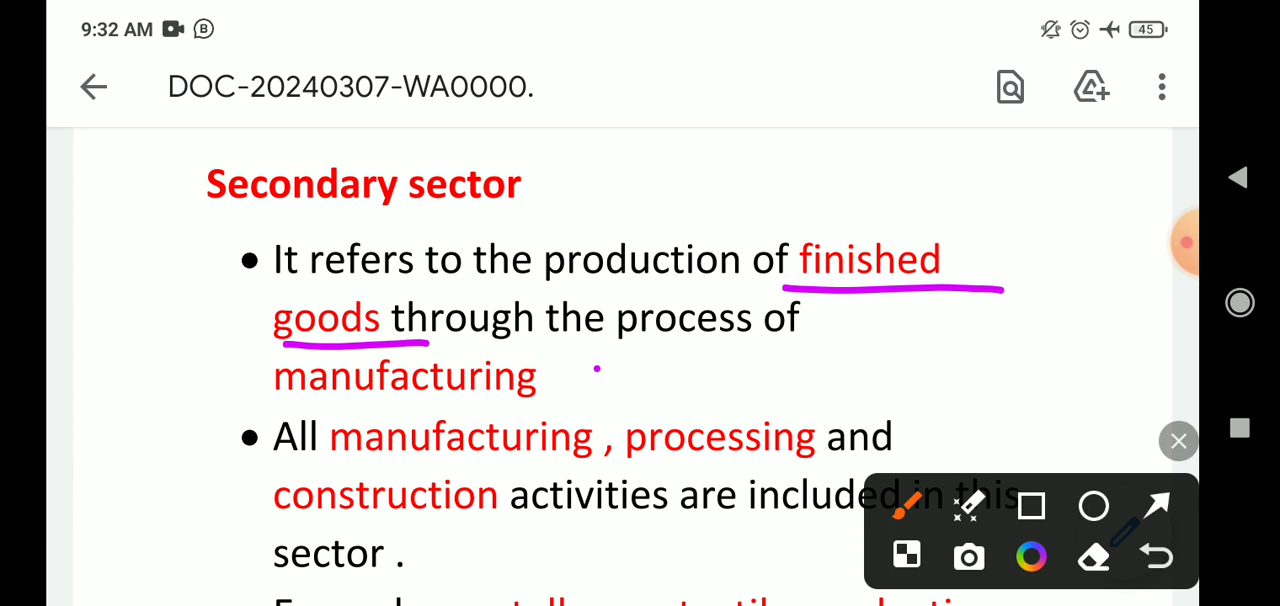 9:32 AM
45
DOC-20240307-WA0000.
Secondary sector
• It refers to the production of finished
goods through the process of
manufacturing
• All manufacturing , processing and
construction activities are included in this
sector .